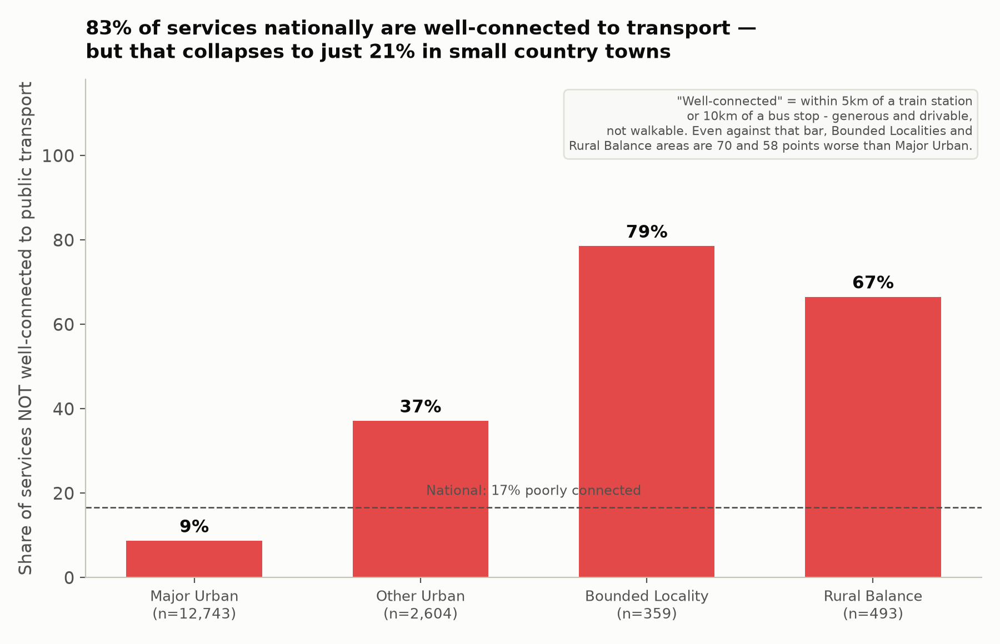 83% of services nationally are well-connected to transport —
but that collapses to just 21% in small country towns
Share of services NOT well-connected to public transport
"Well-connected" = within 5km of a train station
or 10km of a bus stop - generous and drivable,
not walkable. Even against that bar, Bounded Localities and
Rural Balance areas are 70 and 58 points worse than Major Urban.
100
80
60
40
20
0
9%
37%
79%
67%
National: 17% poorly connected
Major Urban
(n=12,743)
Other Urban
(n=2,604)
Bounded Locality
(n=359)
Rural Balance
(n=493)